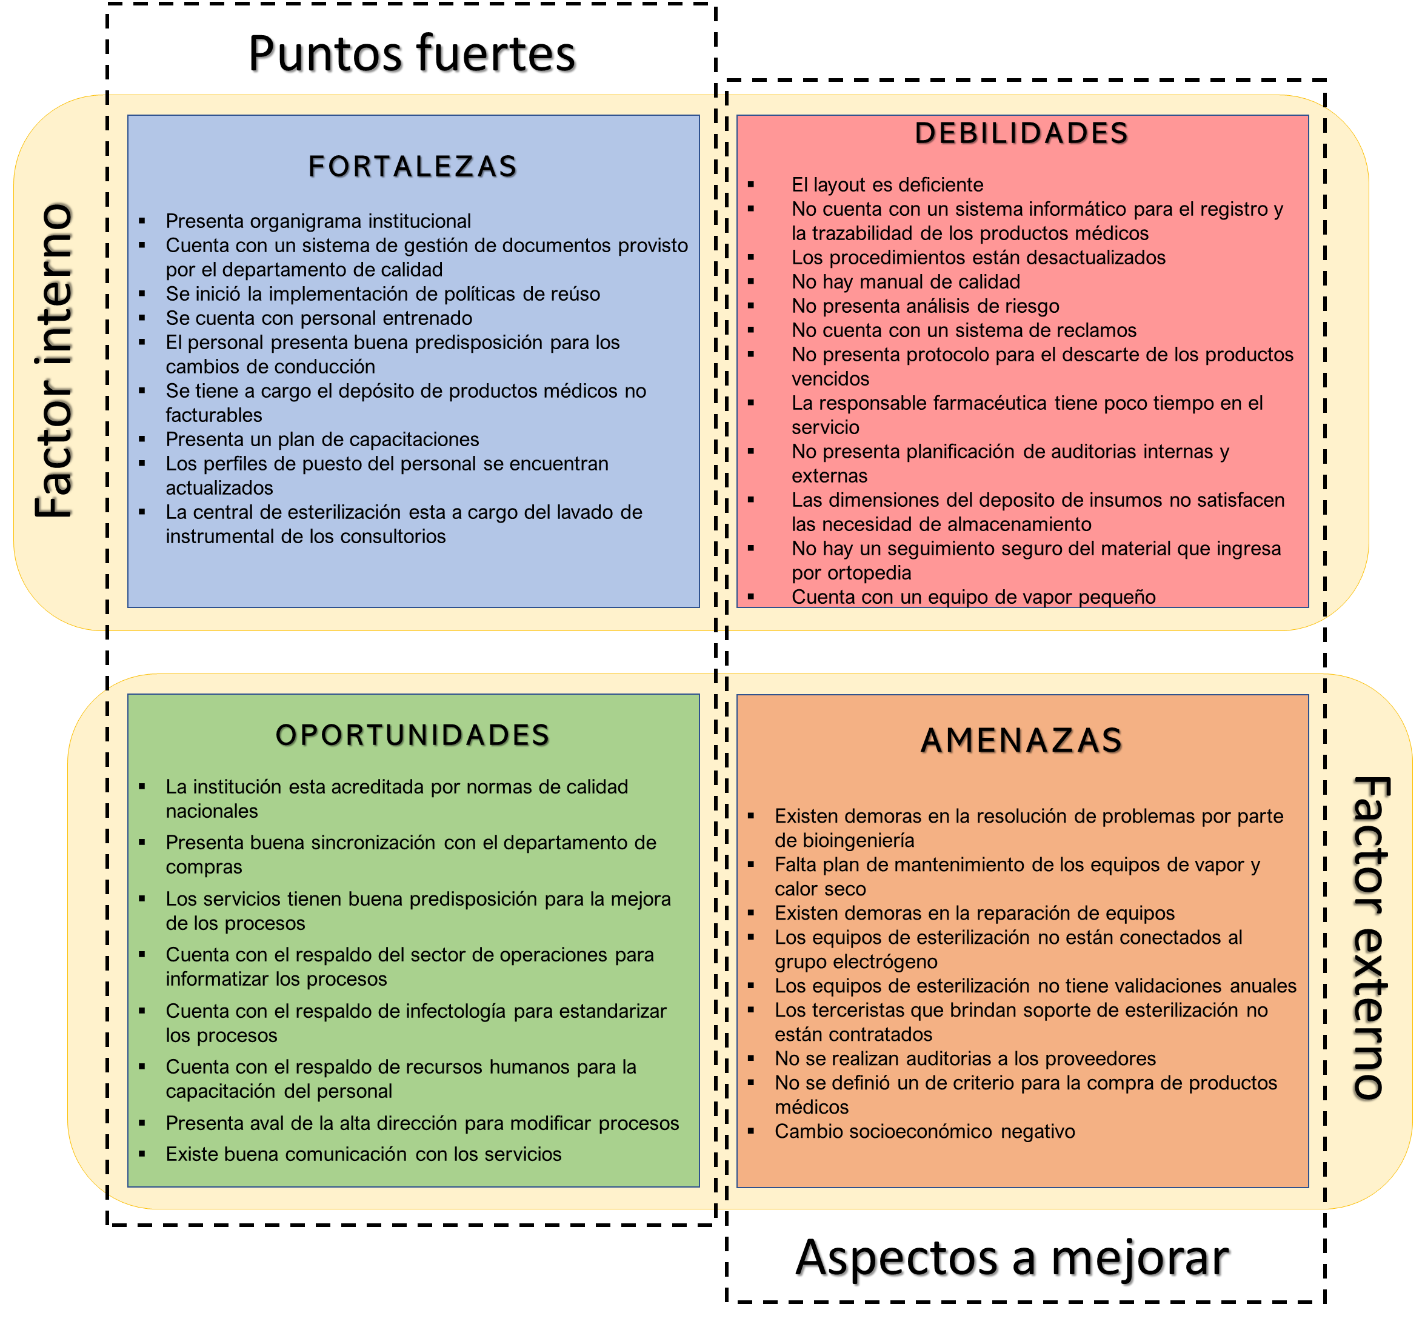 Puntos fuertes
Factor interno
FORTALEZAS
▪ Presenta organigrama institucional
▪ Cuenta con un sistema de gestión de documentos provisto
por el departamento de calidad
▪ Se inició la implementación de políticas de reúso
▪ Se cuenta con personal entrenado
▪ El personal presenta buena predisposición para los
cambios de conducción
▪ Se tiene a cargo el depósito de productos médicos no
facturables
▪ Presenta un plan de capacitaciones
▪ Los perfiles de puesto del personal se encuentran
actualizados
▪ La central de esterilización esta a cargo del lavado de
instrumental de los consultorios
DEBILIDADES
▪ El layout es deficiente
▪ No cuenta con un sistema informático para el registro y
la trazabilidad de los productos médicos
▪ Los procedimientos están desactualizados
▪ No hay manual de calidad
▪ No presenta análisis de riesgo
▪ No cuenta con un sistema de reclamos
▪ No presenta protocolo para el descarte de los productos
vencidos
▪ La responsable farmacéutica tiene poco tiempo en el
servicio
▪ No presenta planificación de auditorias internas y
externas
▪ Las dimensiones del deposito de insumos no satisfacen
las necesidad de almacenamiento
▪ No hay un seguimiento seguro del material que ingresa
por ortopedia
▪ Cuenta con un equipo de vapor pequeño
OPORTUNIDADES
▪ La institución esta acreditada por normas de calidad
nacionales
▪ Presenta buena sincronización con el departamento de
compras
▪ Los servicios tienen buena predisposición para la mejora
de los procesos
▪ Cuenta con el respaldo del sector de operaciones para
informatizar los procesos
▪ Cuenta con el respaldo de infectología para estandarizar
los procesos
▪ Cuenta con el respaldo de recursos humanos para la
capacitación del personal
▪ Presenta aval de la alta dirección para modificar procesos
▪ Existe buena comunicación con los servicios
AMENAZAS
▪ Existen demoras en la resolución de problemas por parte
de bioingeniería
▪ Falta plan de mantenimiento de los equipos de vapor y
calor seco
▪ Existen demoras en la reparación de equipos
▪ Los equipos de esterilización no están conectados al
grupo electrógeno
▪ Los equipos de esterilización no tiene validaciones anuales
▪ Los terceristas que brindan soporte de esterilización no
están contratados
▪ No se realizan auditorias a los proveedores
▪ No se definió un de criterio para la compra de productos
médicos
▪ Cambio socioeconómico negativo
Factor externo
Aspectos a mejorar